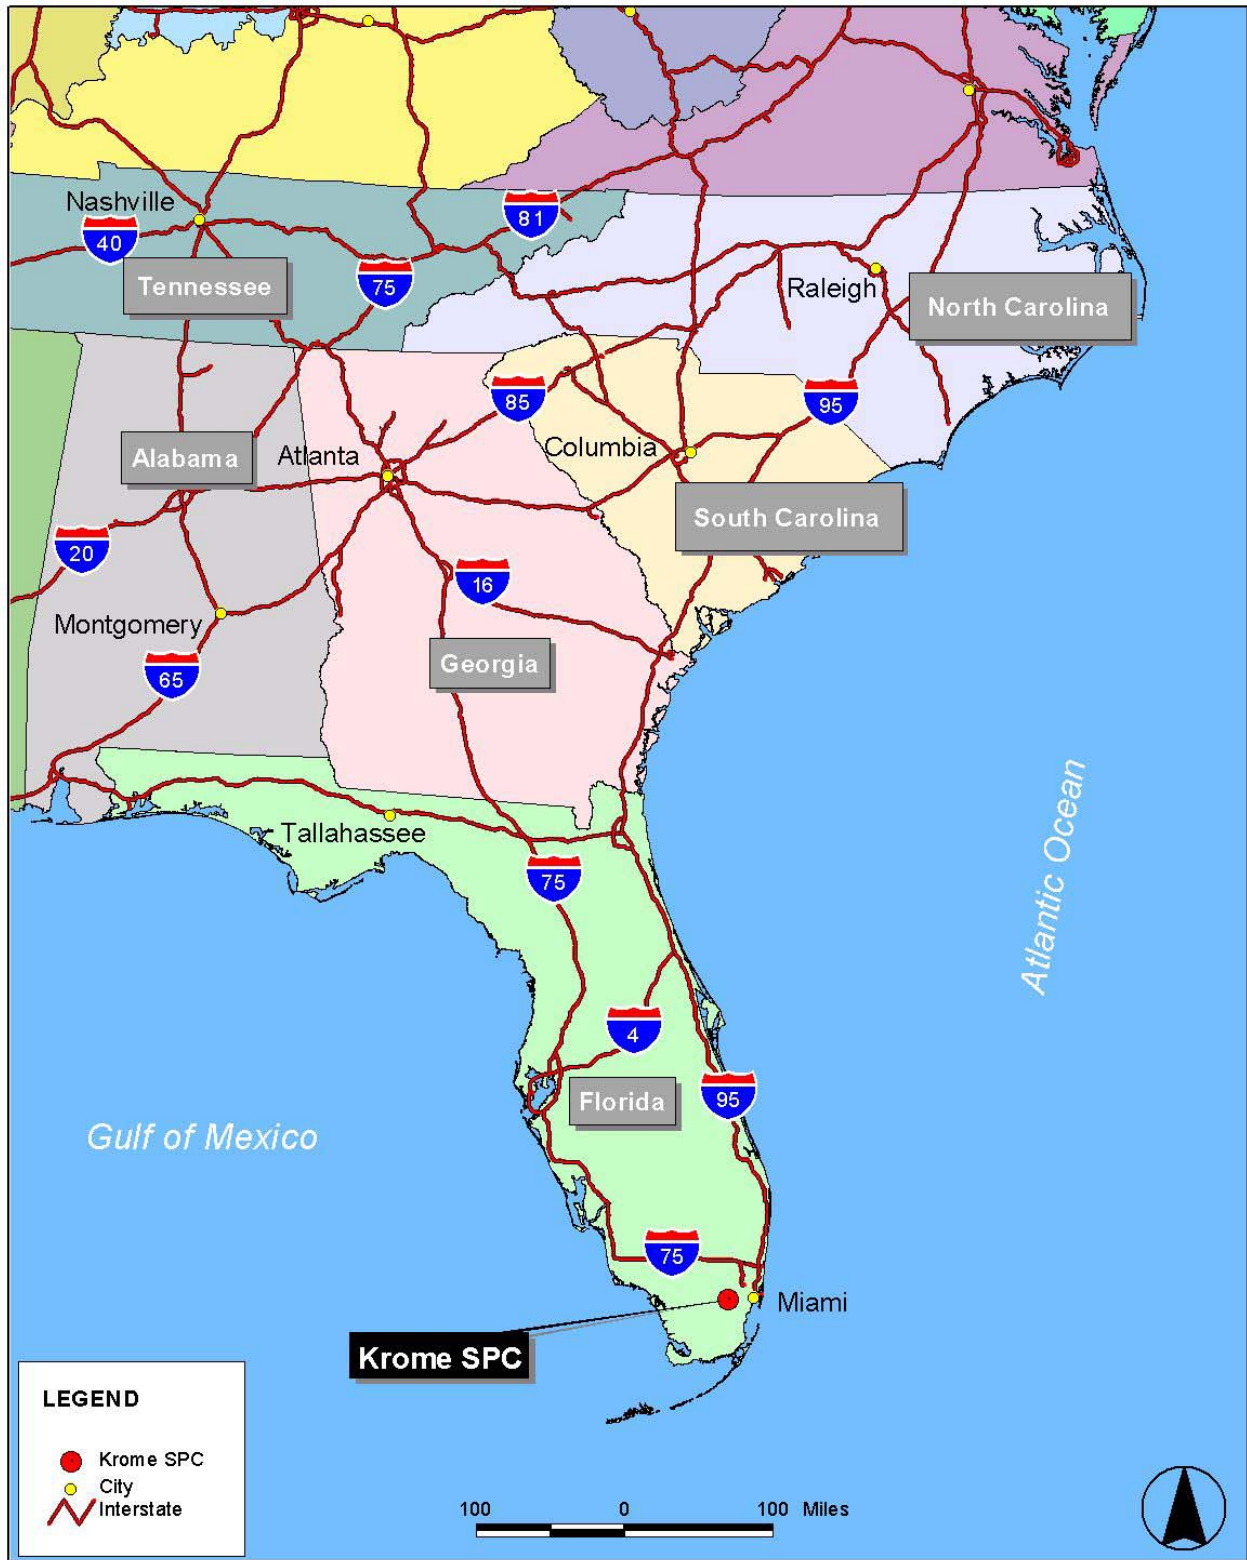 Nashville
40
81
Tennessee
75
Raleigh
North Carolina
85
95
Alabama
Atlanta
Columbia
South Carolina
20
16
Montgomery
Georgia
65
Tallahassee
75
Atlantic Ocean
4
Florida
95
Gulf of Mexico
75
Miami
Krome SPC
LEGEND
Krome SPC
City
Interstate
100 0 100 Miles